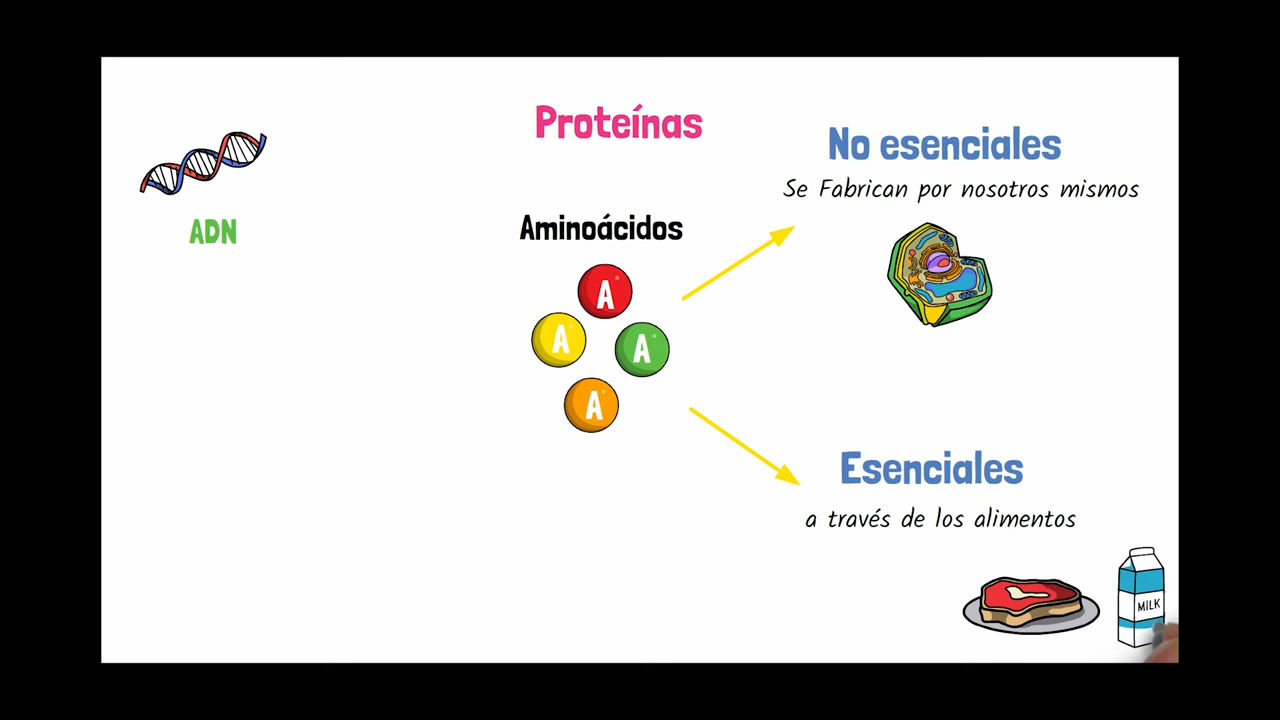 Proteínas
ADN
Aminoácidos
A
A
A
A
No esenciales
Se Fabrican por nosotros mismos
Esenciales
a través de los alimentos
MILK